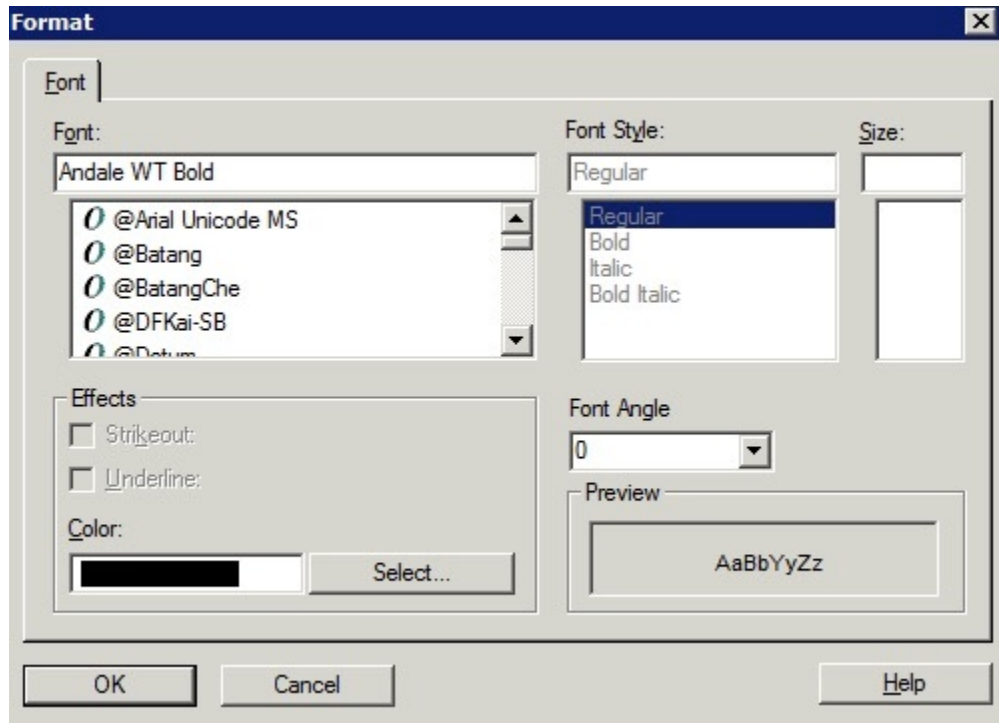 Format
Font
Font:
Font Style:
Size:
Andale WT Bold
Regular
@Arial Unicode MS
@Batang
@BatangChe
@DFKai-SB
Regular
Bold
Italic
Bold Italic
Effects
Strikeout:
Underline:
Color:
Select...
Font Angle
0
Preview
AaBbYyZz
OK
Cancel
Help